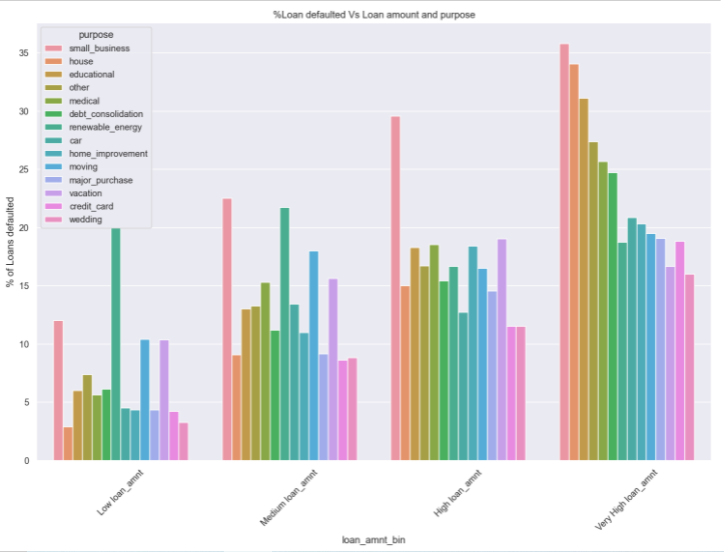 %Loan defaulted Vs Loan amount and purpose
purpose
small_business
house
educational
other
medical
debt_consolidation
renewable_energy
car
home_improvement
moving
major_purchase
vacation
credit_card
wedding
% of Loans defaulted
35
30
25
20
15
10
5
0
Low loan_amnt
Medium loan_amnt
High loan_amnt
Very High loan_amnt
loan_amnt_bin